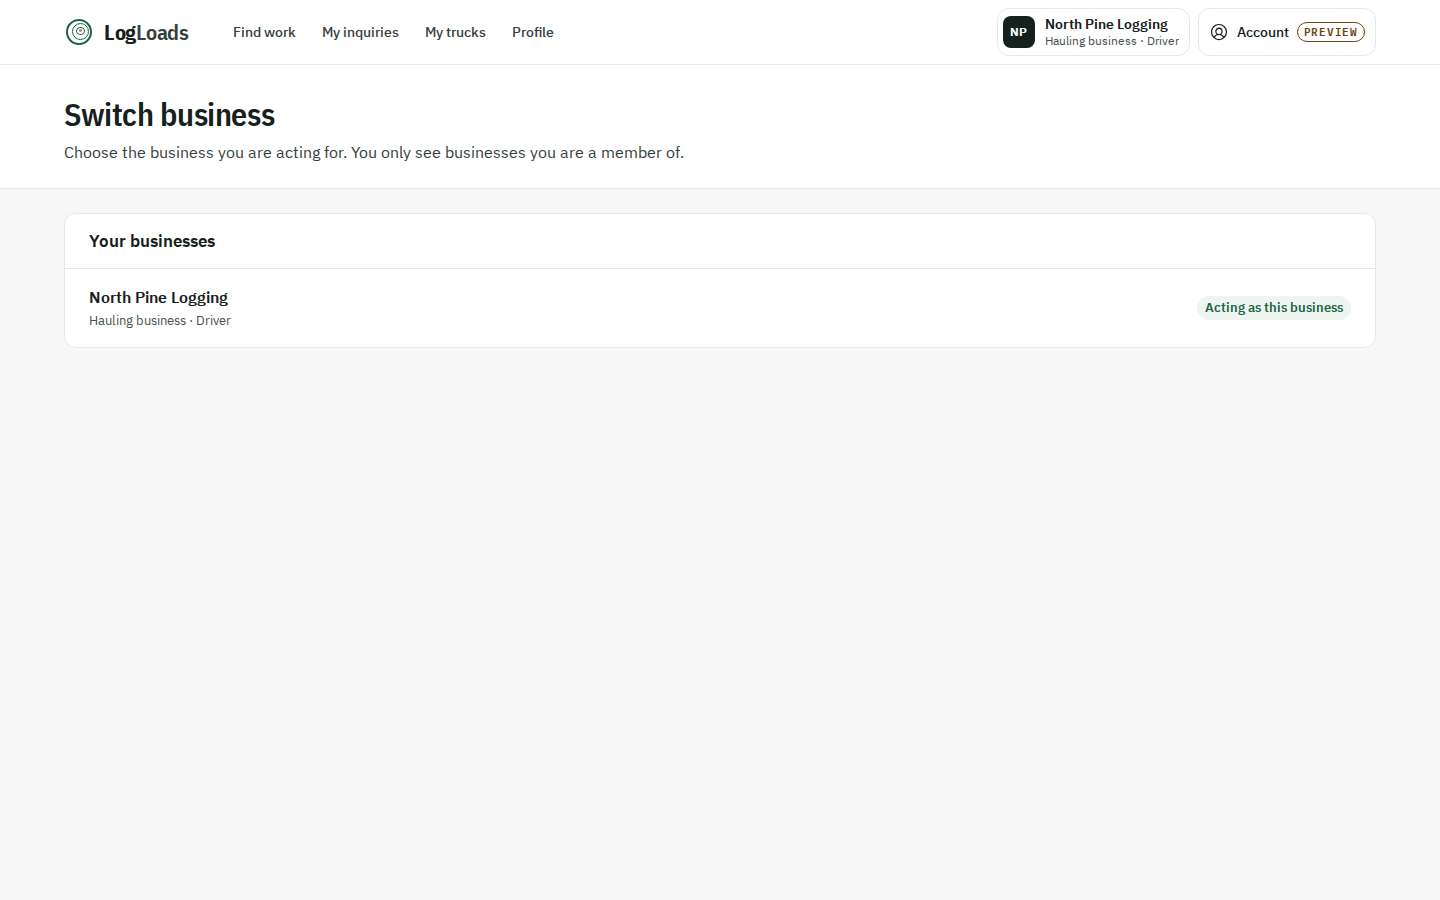 LogLoads
Find work
My inquiries
My trucks
Profile
NP
North Pine Logging
Hauling business · Driver
Account
PREVIEW
Switch business
Choose the business you are acting for. You only see businesses you are a member of.
Your businesses
North Pine Logging
Hauling business · Driver
Acting as this business